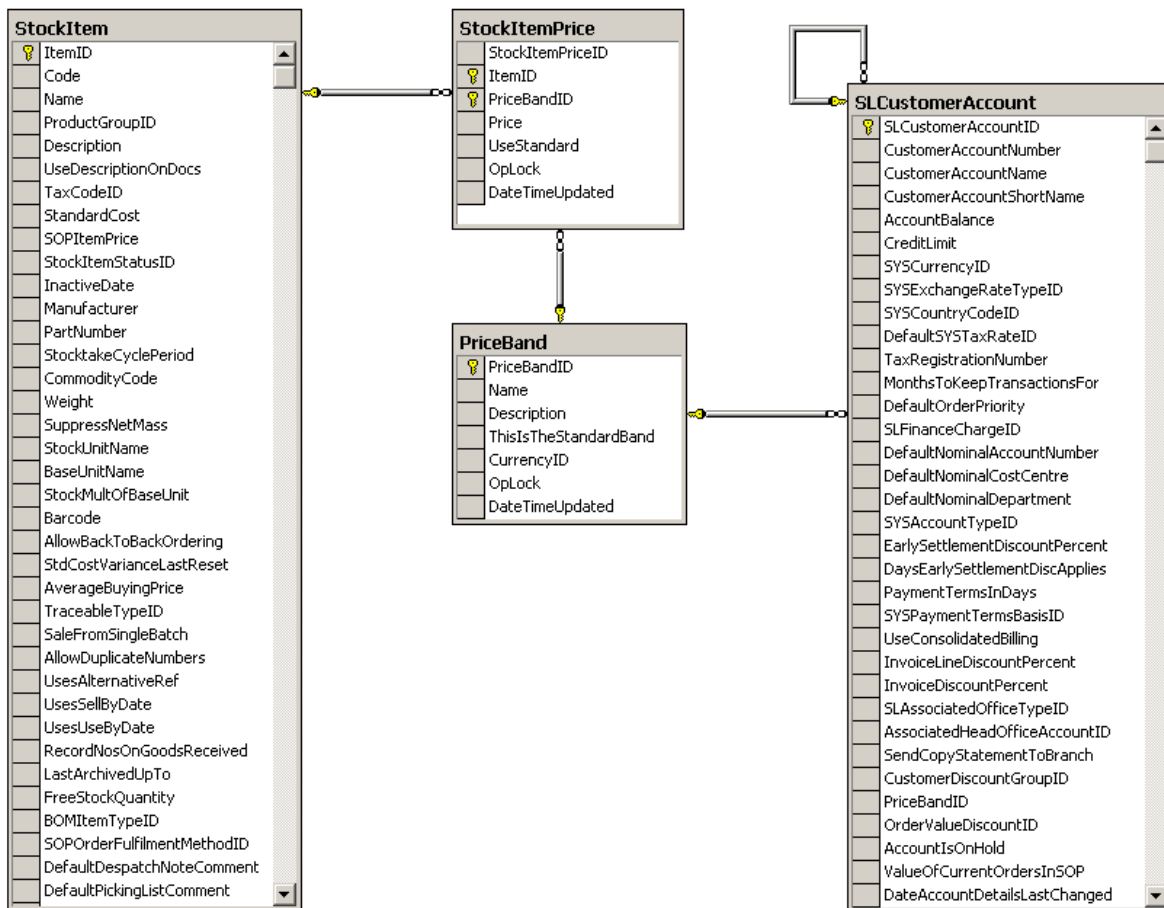 StockItem
ItemID
Code
Name
ProductGroupID
Description
UseDescriptionOnDocs
TaxCodeID
StandardCost
SOPItemPrice
StockItemStatusID
InactiveDate
Manufacturer
PartNumber
StocktakeCyclePeriod
CommodityCode
Weight
SuppressNetMass
StockUnitName
BaseUnitName
StockMultOfBaseUnit
Barcode
AllowBackToBackOrdering
StdCostVarianceLastReset
AverageBuyingPrice
TraceableTypeID
SaleFromSingleBatch
AllowDuplicateNumbers
UsesAlternativeRef
UsesSellByDate
UsesUseByDate
RecordNosOnGoodsReceived
LastArchivedUpTo
FreeStockQuantity
BOMItemTypeID
SOPOrderFulfilmentMethodID
DefaultDespatchNoteComment
DefaultPickingListComment
StockItemPrice
StockItemPriceID
ItemID
PriceBandID
Price
UseStandard
OpLock
DateTimeUpdated
PriceBand
PriceBandID
Name
Description
ThisIsTheStandardBand
CurrencyID
OpLock
DateTimeUpdated
SLCustomerAccount
SLCustomerAccountID
CustomerAccountNumber
CustomerAccountName
CustomerAccountShortName
AccountBalance
CreditLimit
SYSCurrencyID
SYSExchangeRateTypeID
SYSCountryCodeID
DefaultSYSTaxRateID
TaxRegistrationNumber
MonthsToKeepTransactionsFor
DefaultOrderPriority
SLFinanceChargeID
DefaultNominalAccountNumber
DefaultNominalCostCentre
DefaultNominalDepartment
SYSAccountTypeID
EarlySettlementDiscountPercent
DaysEarlySettlementDiscApplies
PaymentTermsInDays
SYSPaymentTermsBasisID
UseConsolidatedBilling
InvoiceLineDiscountPercent
InvoiceDiscountPercent
SLAssociatedOfficeTypeID
AssociatedHeadOfficeAccountID
SendCopyStatementToBranch
CustomerDiscountGroupID
PriceBandID
OrderValueDiscountID
AccountIsOnHold
ValueOfCurrentOrdersInSOP
DateAccountDetailsLastChanged